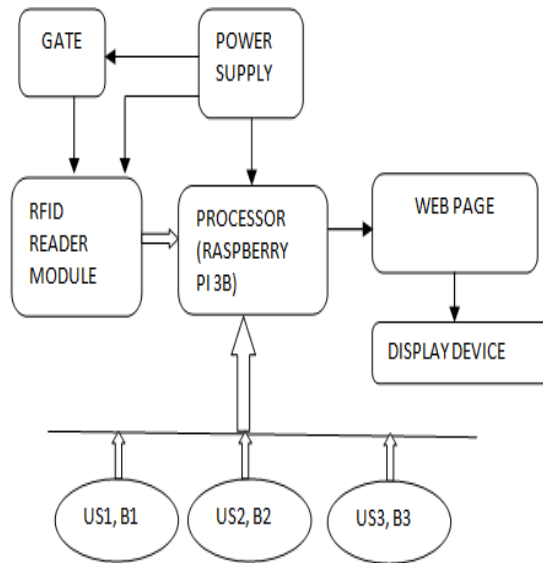 GATE
POWER
SUPPLY
RFID
READER
MODULE
PROCESSOR
(RASPBERRY
PI 3B)
WEB PAGE
DISPLAY DEVICE
US1, B1
US2, B2
US3, B3